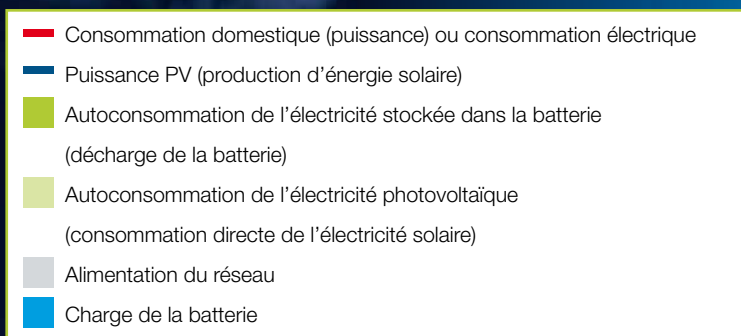 Consommation domestique (puissance) ou consommation électrique
Puissance PV (production d’énergie solaire)
Autoconsommation de l’électricité stockée dans la batterie
(décharge de la batterie)
Autoconsommation de l’électricité photovoltaïque
(consommation directe de l’électricité solaire)
Alimentation du réseau
Charge de la batterie